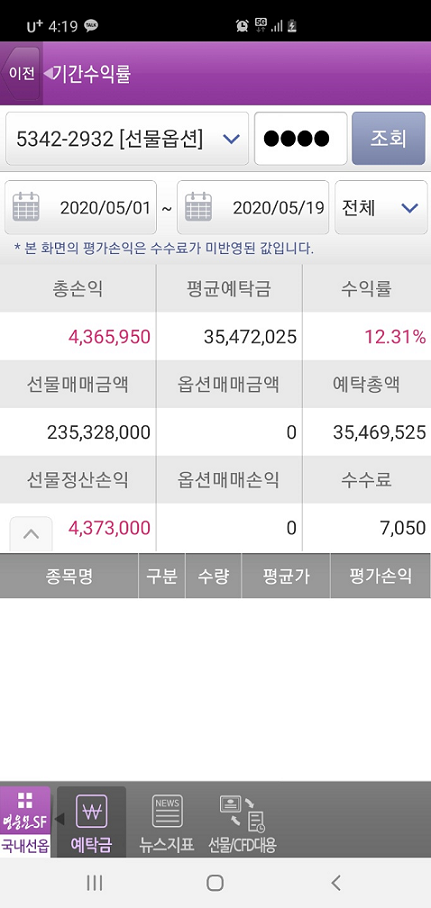 U+ 4:19 TALK 5G
이전 기간수익률
5342-2932 [선물옵션] ●●●● 조회
2020/05/01 ~ 2020/05/19 전체
* 본 화면의 평가손익은 수수료가 미반영된 값입니다.
총손익 평균예탁금 수익률
4,365,950 35,472,025 12.31%
선물매매금액 옵션매매금액 예탁총액
235,328,000 0 35,469,525
선물정산손익 옵션매매손익 수수료
4,373,000 0 7,050
종목명 구분 수량 평균가 평가손익
영웅문SF ₩ NEWS
국내선옵 예탁금 뉴스지표 선물/CFD대용